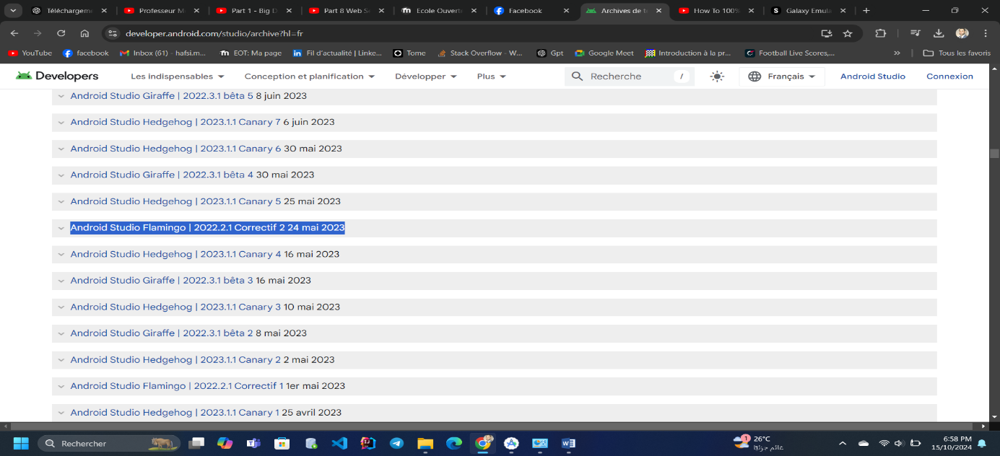 Téléchargeme
Professeur M
Part 1 - Big D
Part 8 Web S
Ecole Ouvert
Facebook
Archives de t
How To 100%
Galaxy Emula
developer.android.com/studio/archive?hl=fr
YouTube
facebook
Inbox (61) - hafsi.m...
EOT: Ma page
Fil d'actualité | Linke...
Tome
Stack Overflow - W...
Gpt
Google Meet
Introduction à la pr...
Football Live Scores,...
Tous les favoris
Developers
Les indispensables
Conception et planification
Développer
Plus
Recherche
/
Français
Android Studio
Connexion
Android Studio Giraffe | 2022.3.1 bêta 5 8 juin 2023
Android Studio Hedgehog | 2023.1.1 Canary 7 6 juin 2023
Android Studio Hedgehog | 2023.1.1 Canary 6 30 mai 2023
Android Studio Giraffe | 2022.3.1 bêta 4 30 mai 2023
Android Studio Hedgehog | 2023.1.1 Canary 5 25 mai 2023
Android Studio Flamingo | 2022.2.1 Correctif 2 24 mai 2023
Android Studio Hedgehog | 2023.1.1 Canary 4 16 mai 2023
Android Studio Giraffe | 2022.3.1 bêta 3 16 mai 2023
Android Studio Hedgehog | 2023.1.1 Canary 3 10 mai 2023
Android Studio Giraffe | 2022.3.1 bêta 2 8 mai 2023
Android Studio Hedgehog | 2023.1.1 Canary 2 2 mai 2023
Android Studio Flamingo | 2022.2.1 Correctif 1 1er mai 2023
Android Studio Hedgehog | 2023.1.1 Canary 1 25 avril 2023
Rechercher
1
26°C
غائم جزئيًا
6:58 PM
15/10/2024